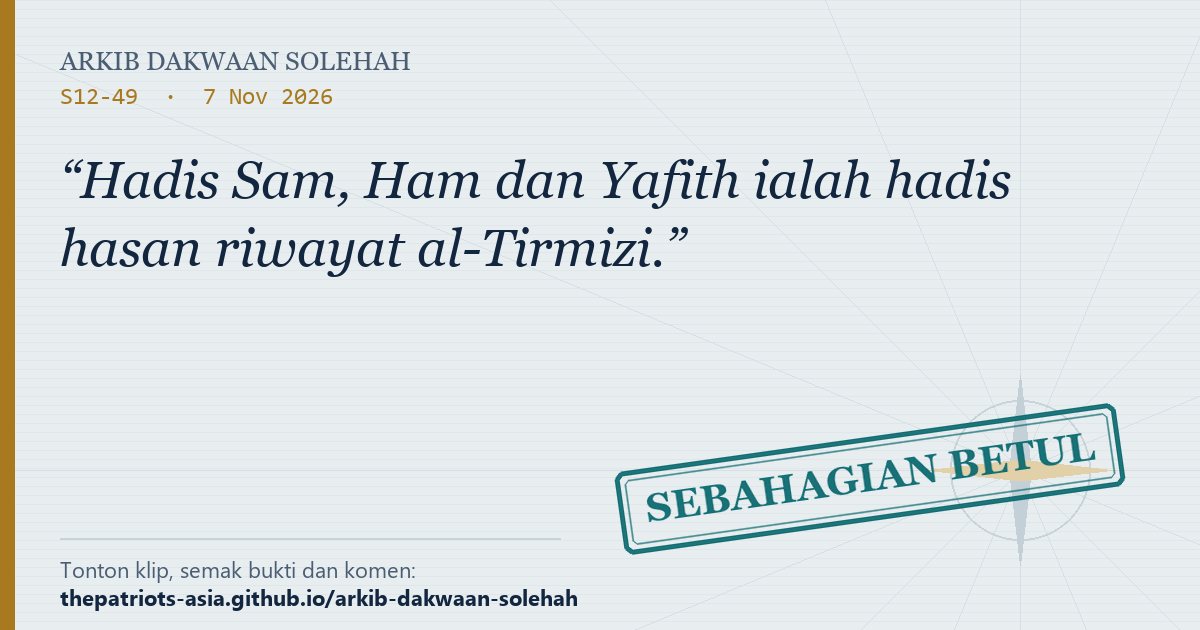 ARKIB DAKWAAN SOLEHAH
S12-49 · 7 Nov 2026
“Hadis Sam, Ham dan Yafith ialah hadis
hasan riwayat al-Tirmizi.”
SEBAHAGIAN BETUL
Tonton klip, semak bukti dan komen:
thepatriots-asia.github.io/arkib-dakwaan-solehah